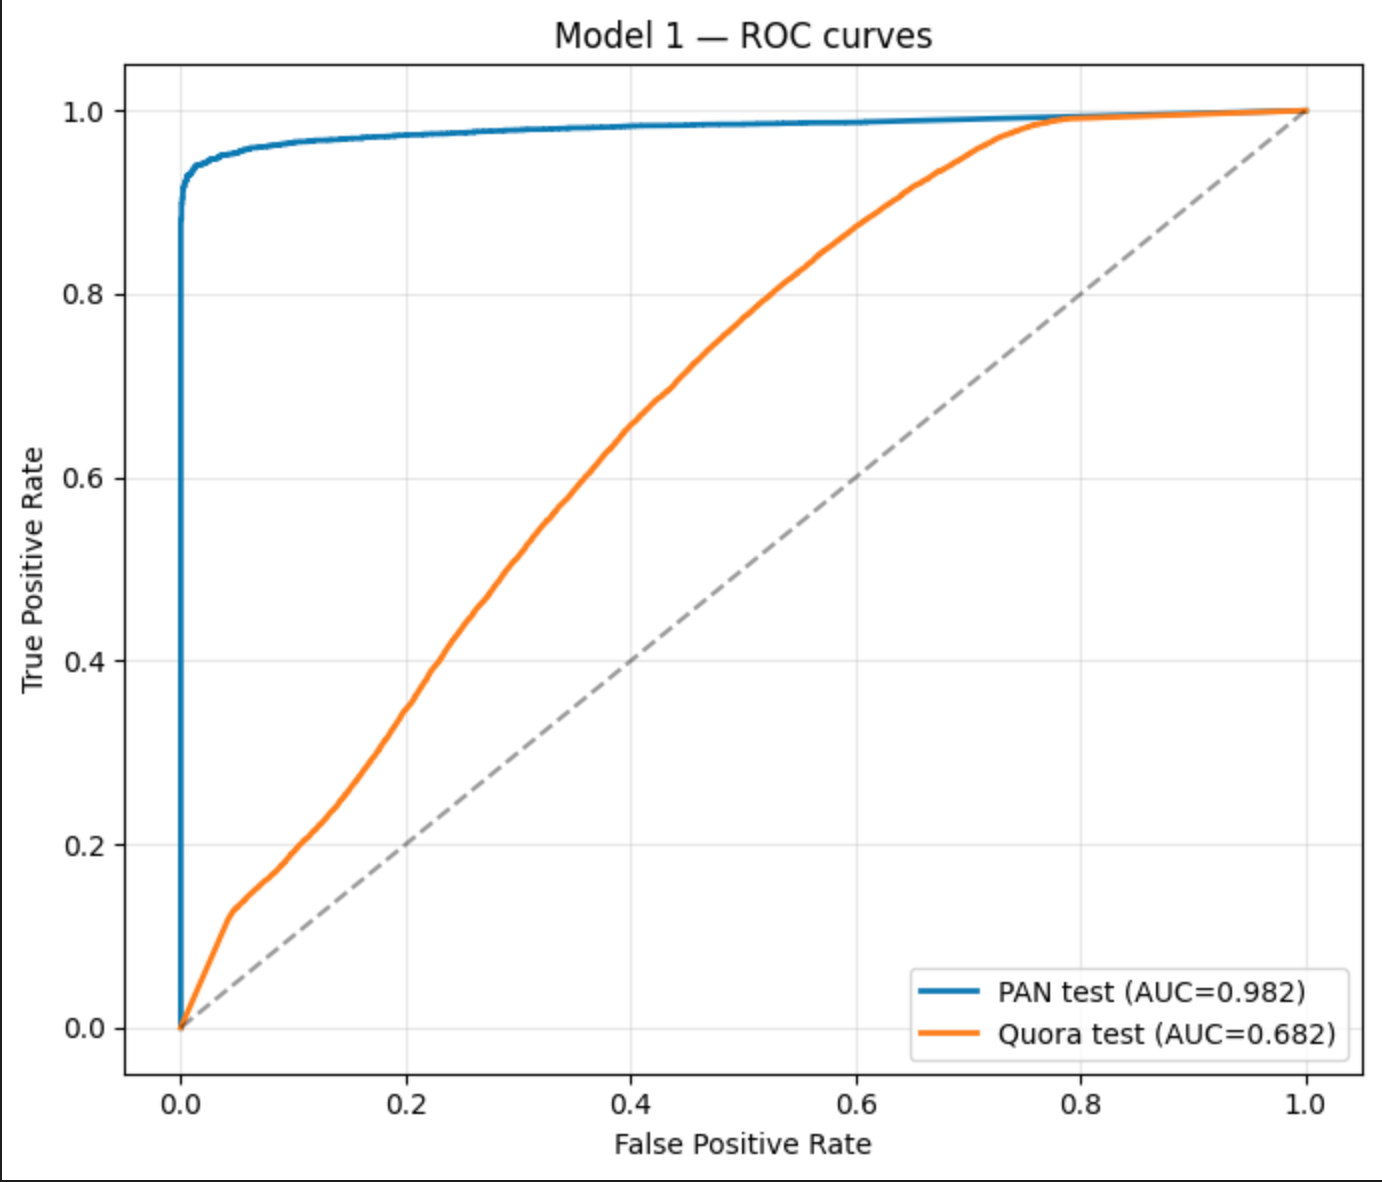 Model 1 — ROC curves
True Positive Rate
1.0
0.8
0.6
0.4
0.2
0.0
PAN test (AUC=0.982)
Quora test (AUC=0.682)
0.0 0.2 0.4 0.6 0.8 1.0
False Positive Rate